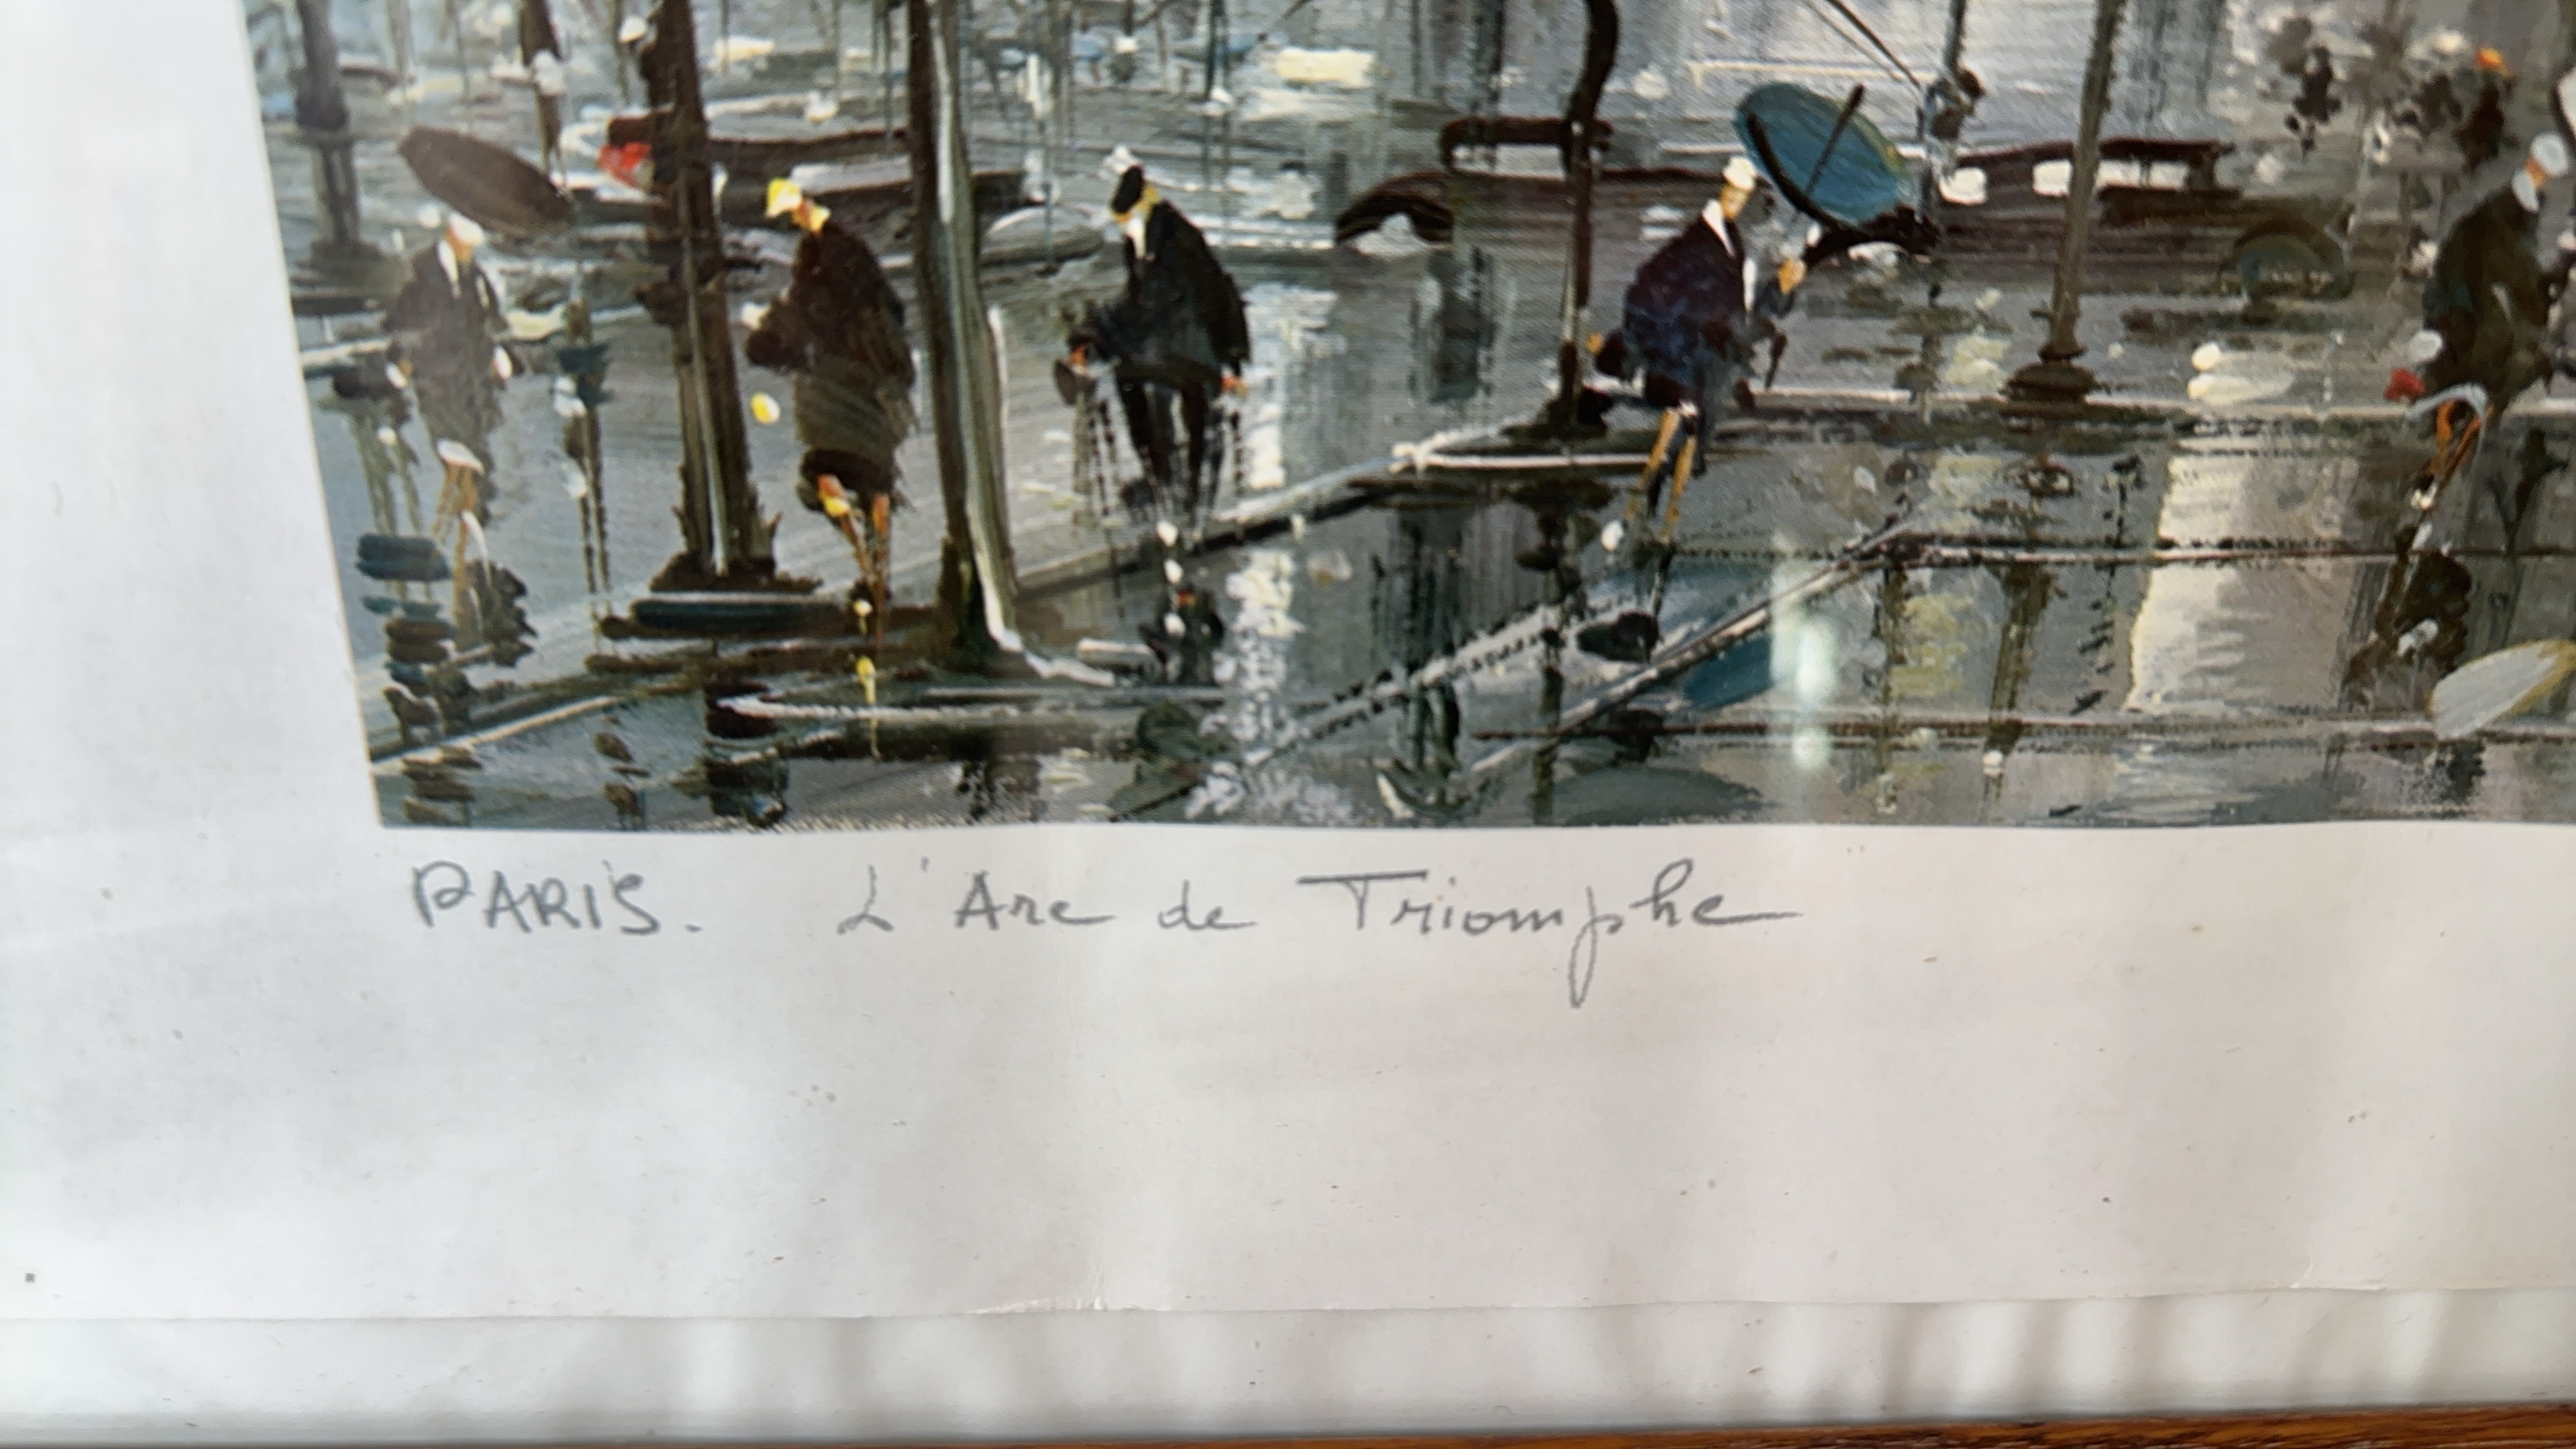 PARIS. L'Arc de Triomphe